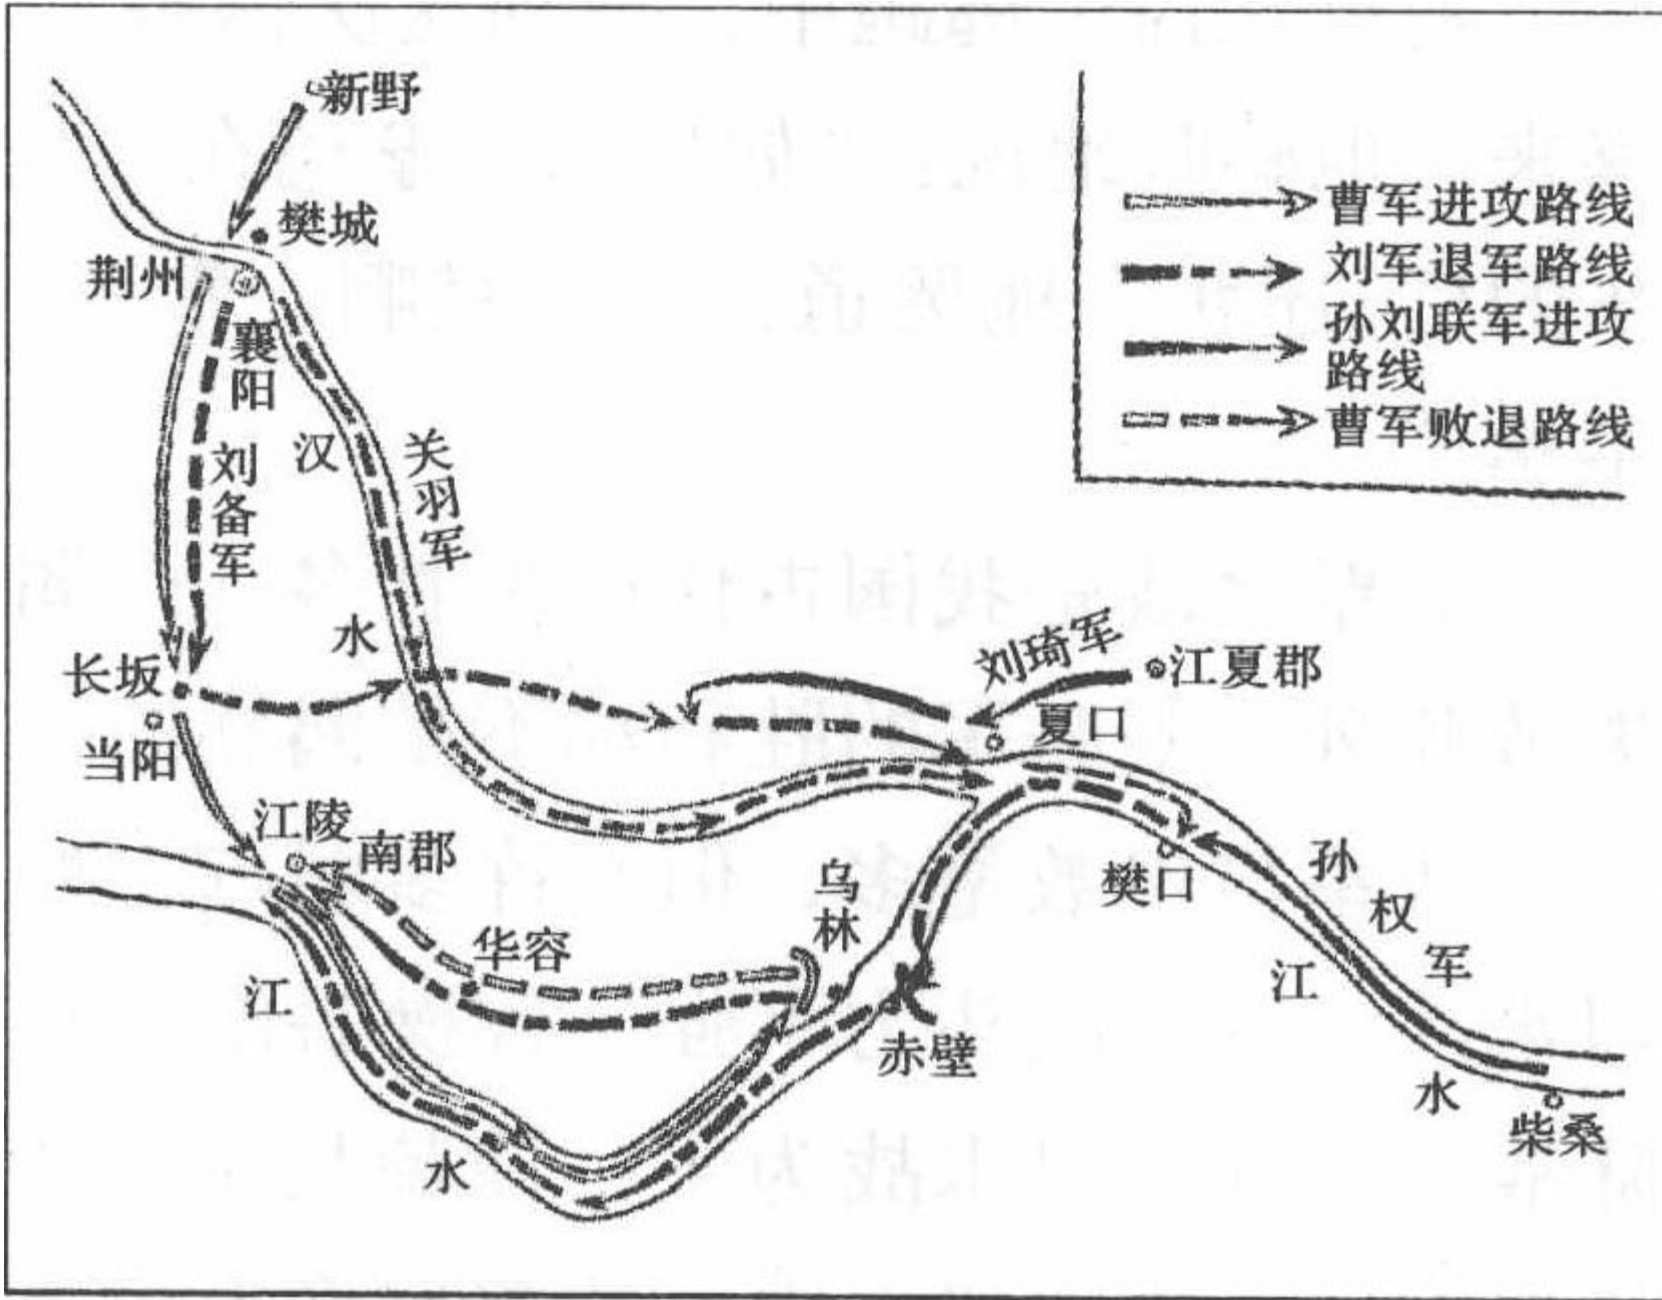 新野
樊城
荆州
襄阳
汉
水
关羽军
刘备军
长坂
当阳
江陵
南郡
华容
乌林
赤壁
江
水
刘琦军
江夏郡
夏口
樊口
孙权军
江
水
柴桑
曹军进攻路线
刘军退军路线
孙刘联军进攻
路线
曹军败退路线